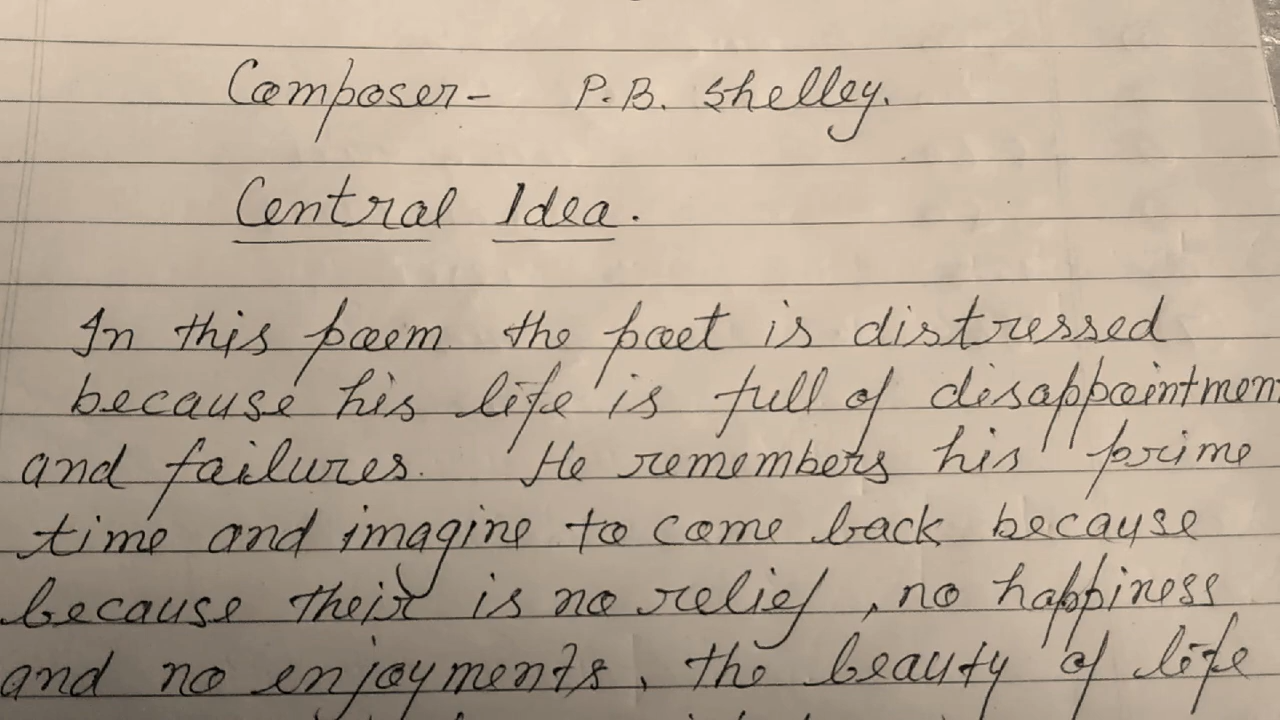 Composer- P.B. Shelley.
Central Idea.
In this poem the poet is distressed
because his life is full of disappointmen
and failures. He remembers his prime
time and imagine to come back because
because their is no relief, no happiness
and no enjoyments, the beauty of life